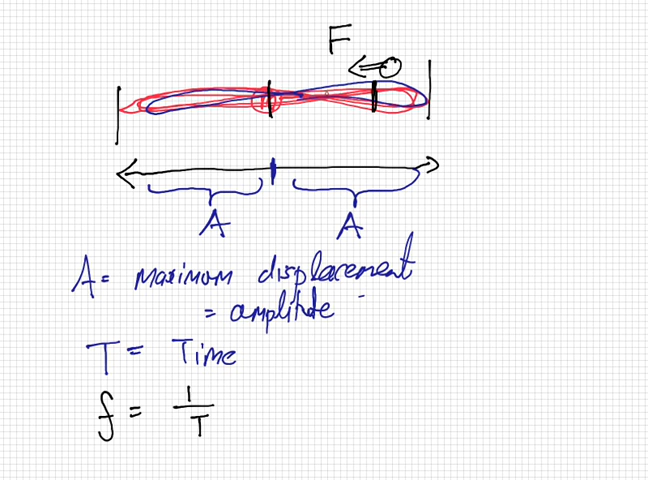 F
A A
A = maximum displacement
= amplitude
T = Time
f = 1/T